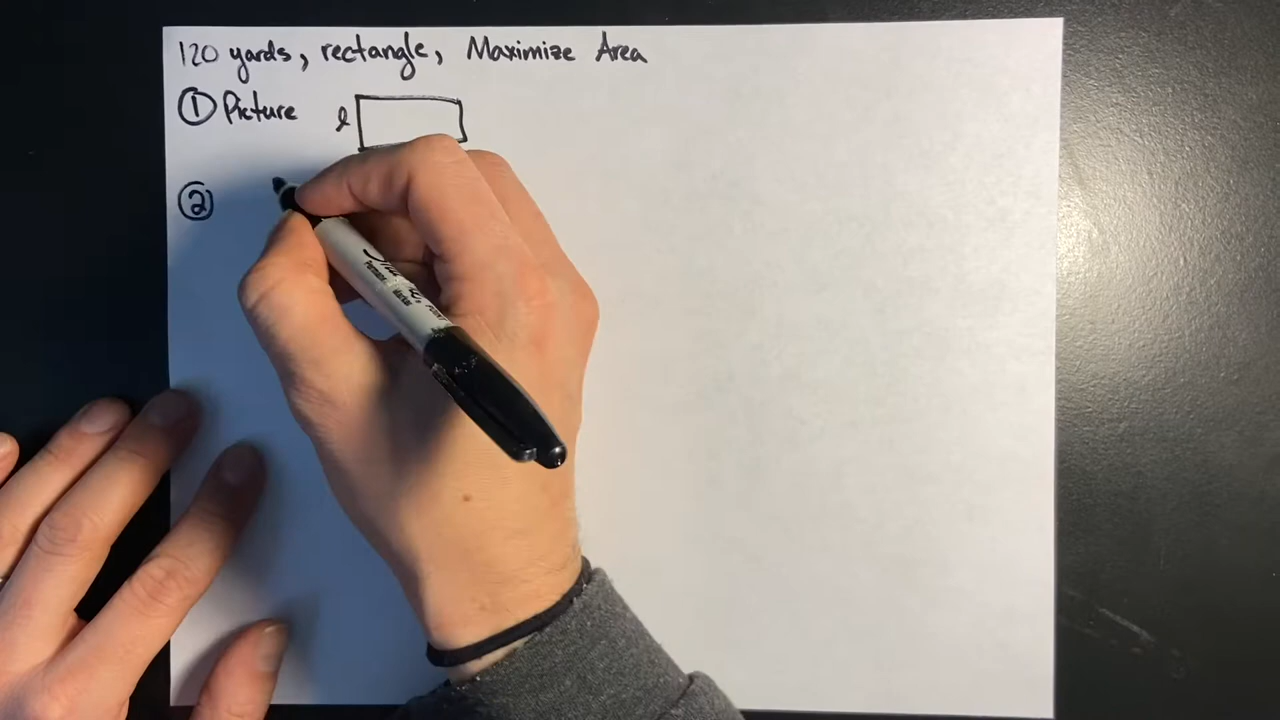 120 yards, rectangle, Maximize Area
① Picture
l
②